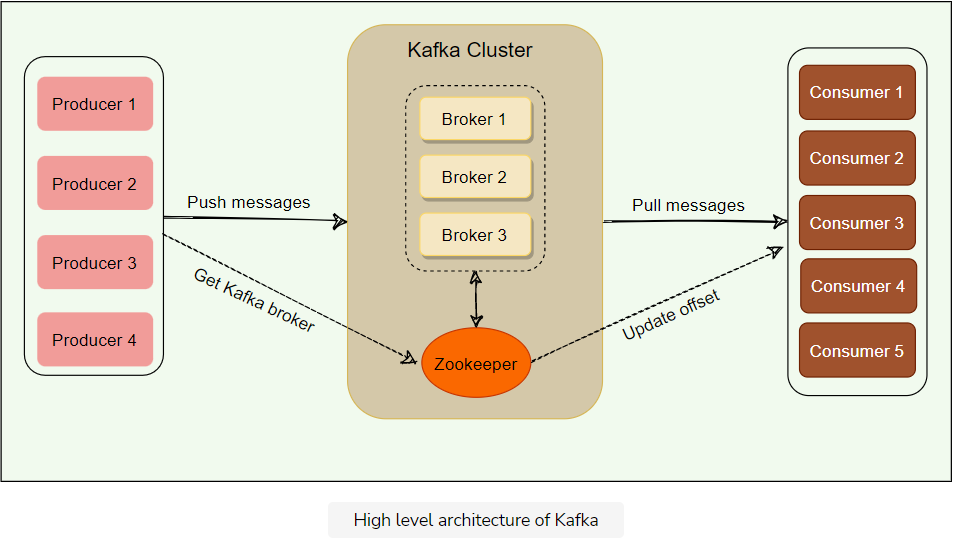 Kafka Cluster
Producer 1
Producer 2
Producer 3
Producer 4
Push messages
Get Kafka broker
Broker 1
Broker 2
Broker 3
Zookeeper
Pull messages
Update offset
Consumer 1
Consumer 2
Consumer 3
Consumer 4
Consumer 5
High level architecture of Kafka